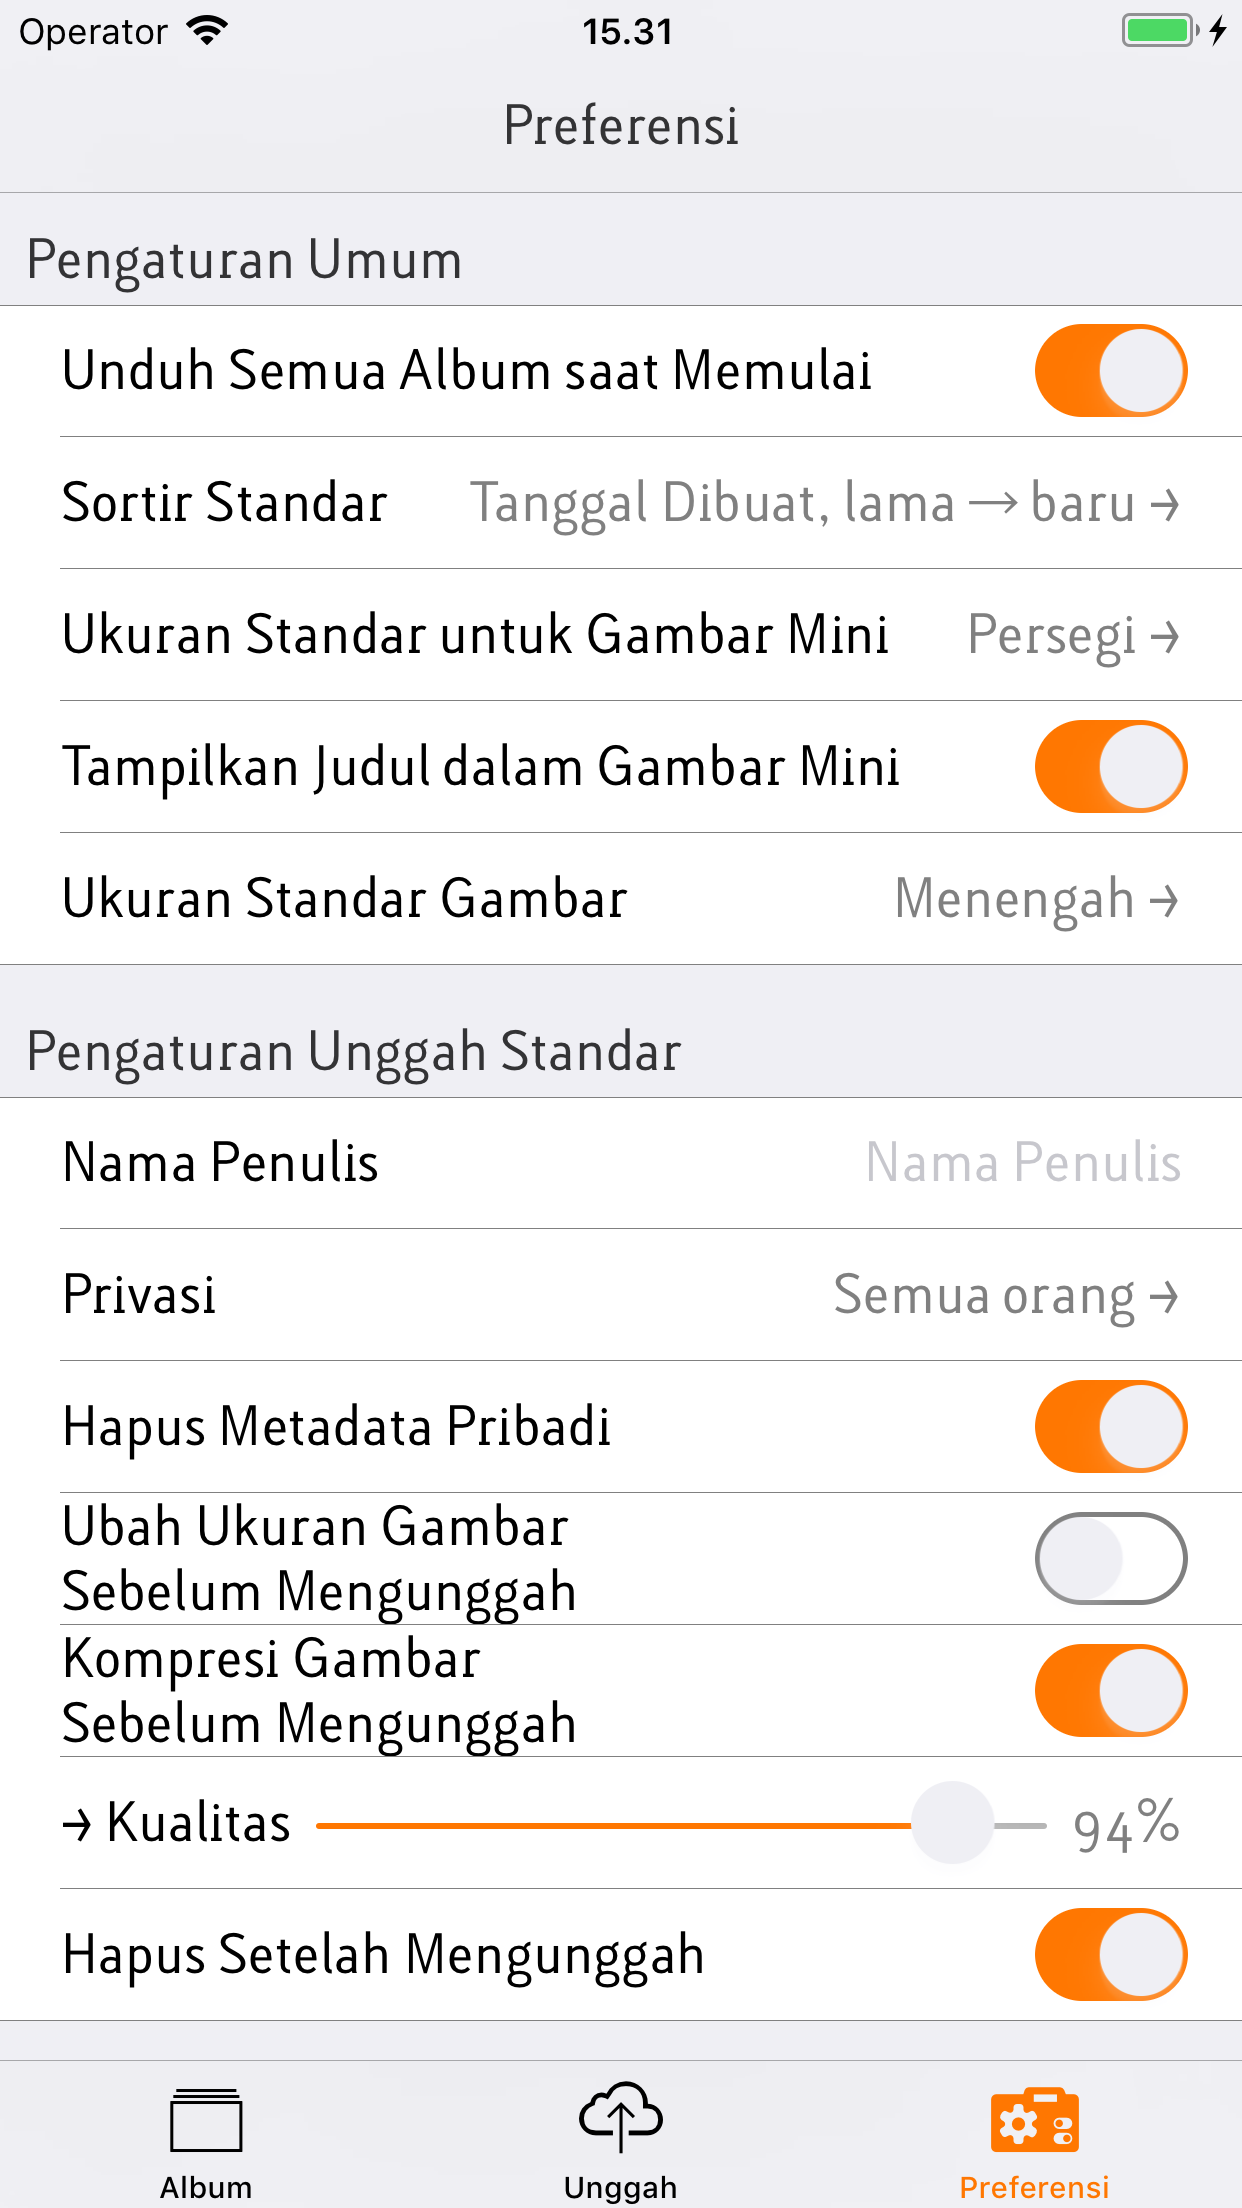 Operator 15.31
Preferensi
Pengaturan Umum
Unduh Semua Album saat Memulai
Sortir Standar Tanggal Dibuat, lama → baru →
Ukuran Standar untuk Gambar Mini Persegi →
Tampilkan Judul dalam Gambar Mini
Ukuran Standar Gambar Menengah →
Pengaturan Unggah Standar
Nama Penulis Nama Penulis
Privasi Semua orang →
Hapus Metadata Pribadi
Ubah Ukuran Gambar
Sebelum Mengunggah
Kompresi Gambar
Sebelum Mengunggah
→ Kualitas 94%
Hapus Setelah Mengunggah
Album Unggah Preferensi